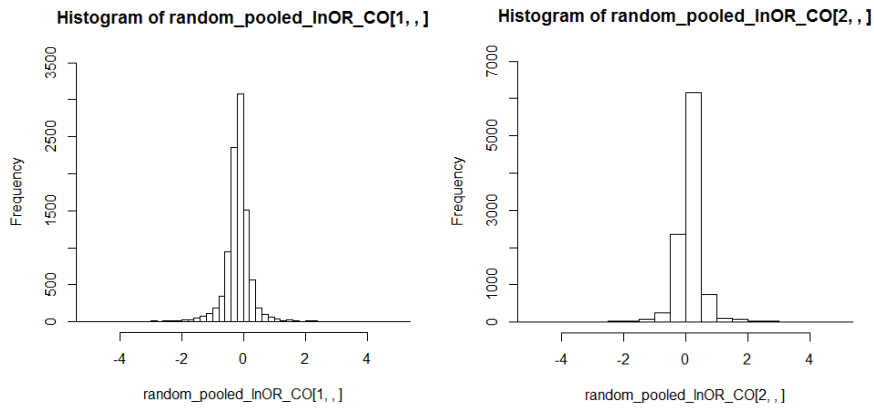 Histogram of random_pooled_lnOR_CO[1, , ]
Frequency
3500
2500
1500
500
0
-4 -2 0 2 4
random_pooled_lnOR_CO[1, , ]
Histogram of random_pooled_lnOR_CO[2, , ]
Frequency
7000
5000
3000
1000
0
-4 -2 0 2 4
random_pooled_lnOR_CO[2, , ]